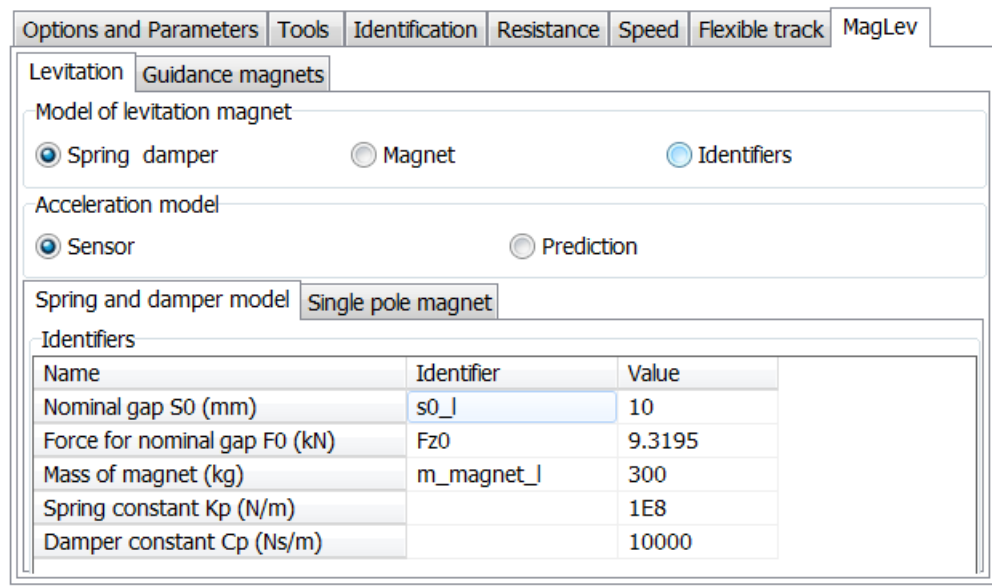 Options and Parameters Tools Identification Resistance Speed Flexible track MagLev
Levitation Guidance magnets
Model of levitation magnet
Spring damper Magnet Identifiers
Acceleration model
Sensor Prediction
Spring and damper model Single pole magnet
Identifiers
Name Identifier Value
Nominal gap S0 (mm) s0_l 10
Force for nominal gap F0 (kN) Fz0 9.3195
Mass of magnet (kg) m_magnet_l 300
Spring constant Kp (N/m) 1E8
Damper constant Cp (Ns/m) 10000